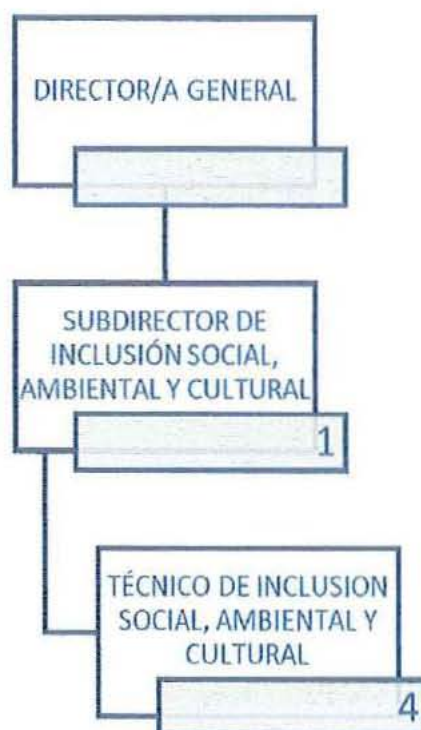 DIRECTOR/A GENERAL
SUBDIRECTOR DE
INCLUSIÓN SOCIAL,
AMBIENTAL Y CULTURAL
1
TÉCNICO DE INCLUSION
SOCIAL, AMBIENTAL Y
CULTURAL
4